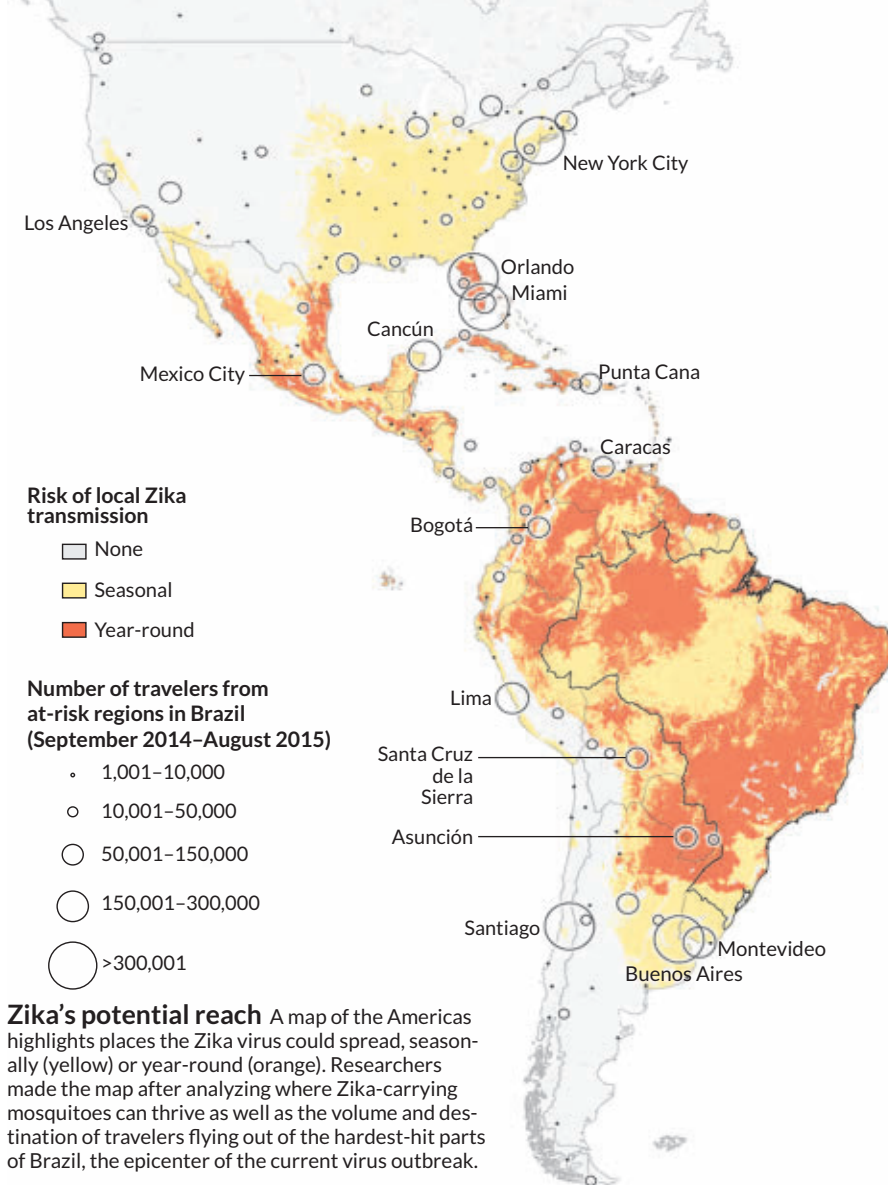 New York City
Los Angeles
Orlando
Miami
Cancún
Mexico City
Punta Cana
Caracas
Risk of local Zika
transmission
None
Seasonal
Year-round
Bogotá
Number of travelers from
at-risk regions in Brazil
(September 2014–August 2015)
1,001–10,000
10,001–50,000
50,001–150,000
150,001–300,000
>300,001
Lima
Santa Cruz
de la
Sierra
Asunción
Santiago
Montevideo
Buenos Aires
Zika’s potential reach A map of the Americas
highlights places the Zika virus could spread, season-
ally (yellow) or year-round (orange). Researchers
made the map after analyzing where Zika-carrying
mosquitoes can thrive as well as the volume and des-
tination of travelers flying out of the hardest-hit parts
of Brazil, the epicenter of the current virus outbreak.